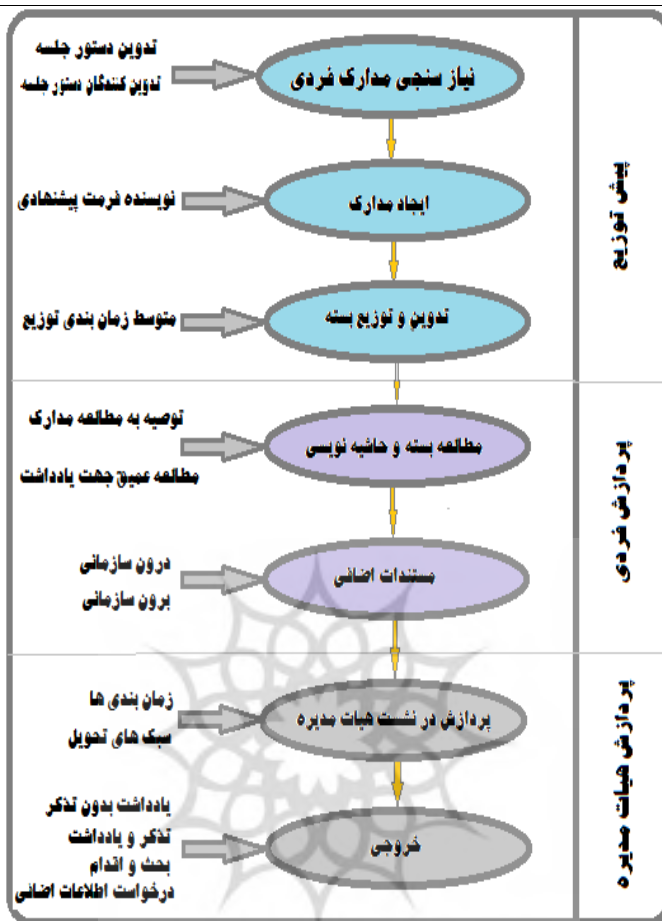 پیش توزیع
نیاز سنجی مدارک فردی
تدوین دستور جلسه
تدوین کنندگان دستور جلسه
ایجاد مدارک
نویسنده فرمت پیشنهادی
تدوین و توزیع بسته
متوسط زمان بندی توزیع
پردازش فردی
مطالعه بسته و حاشیه نویسی
توصیه به مطالعه مدارک
مطالعه عمیق جهت یادداشت
مستندات اضافی
درون سازمانی
برون سازمانی
پردازش هیات مدیره
پردازش در نشست هیات مدیره
زمان بندی ها
سبک های تحویل
خروجی
یادداشت بدون تذکر
تذکر و یادداشت
بحث و اقدام
درخواست اطلاعات اضافی